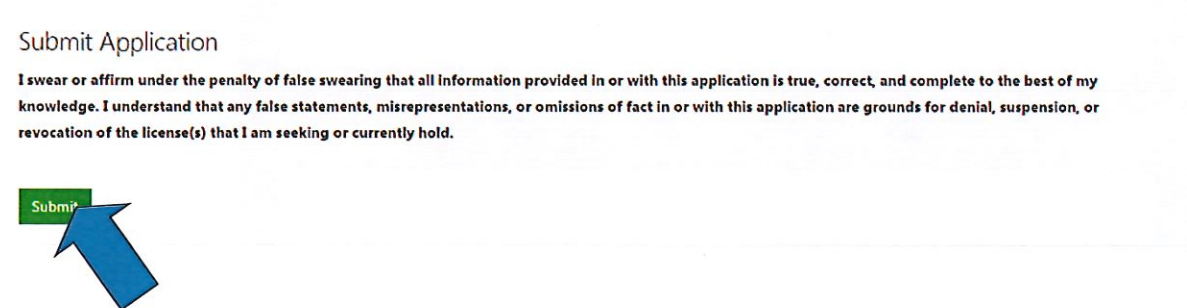 Submit Application
I swear or affirm under the penalty of false swearing that all information provided in or with this application is true, correct, and complete to the best of my
knowledge. I understand that any false statements, misrepresentations, or omissions of fact in or with this application are grounds for denial, suspension, or
revocation of the license(s) that I am seeking or currently hold.
Submit